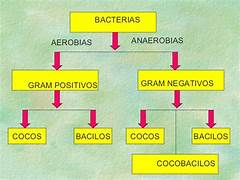 BACTERIAS
AEROBIAS
ANAEROBIAS
GRAM POSITIVOS
GRAM NEGATIVOS
COCOS
BACILOS
COCOS
BACILOS
COCOBACILOS